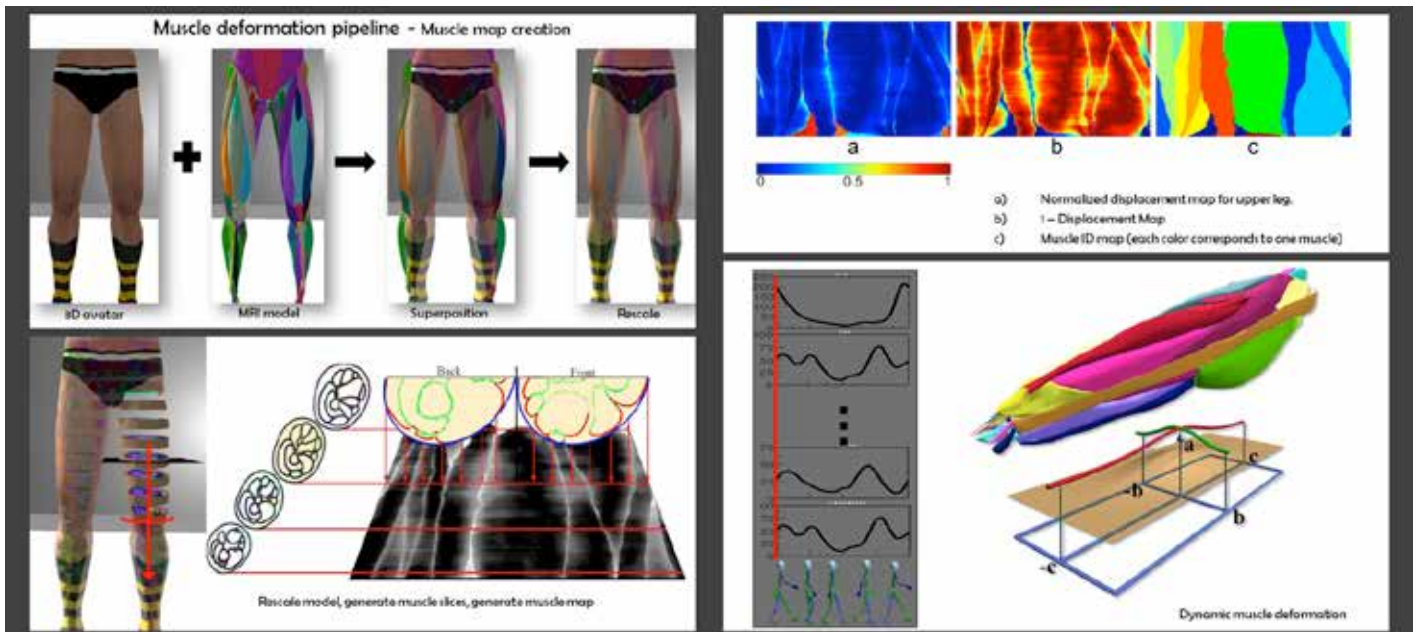 Muscle deformation pipeline - Muscle map creation
3D avatar
MRI model
Superposition
Rescale
Back
Front
Rescale model, generate muscle slices, generate muscle map
a
b
c
0
0.5
1
a) Normalized displacement map for upper leg.
b) 1 – Displacement Map
c) Muscle ID map (each color corresponds to one muscle)
a
c
-b
b
-c
Dynamic muscle deformation